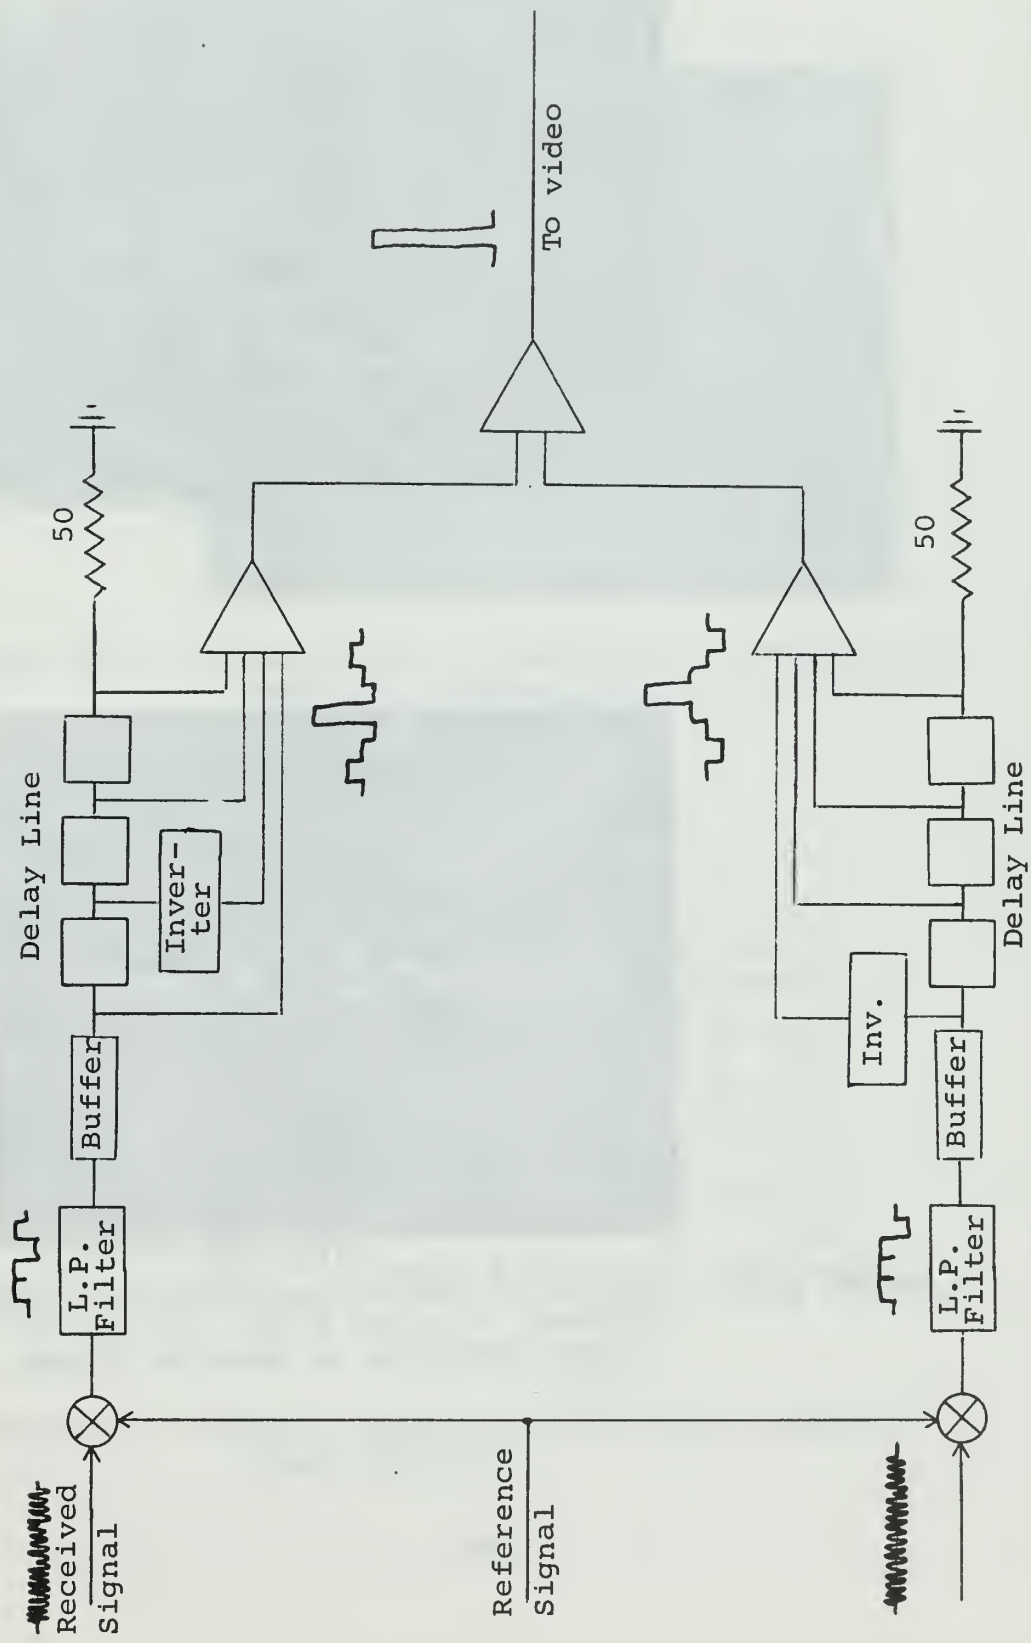 Received
Signal
L.P.
Filter
Buffer
Delay Line
Inver-
ter
50
Reference
Signal
To video
L.P.
Filter
Buffer
Inv.
Delay Line
50